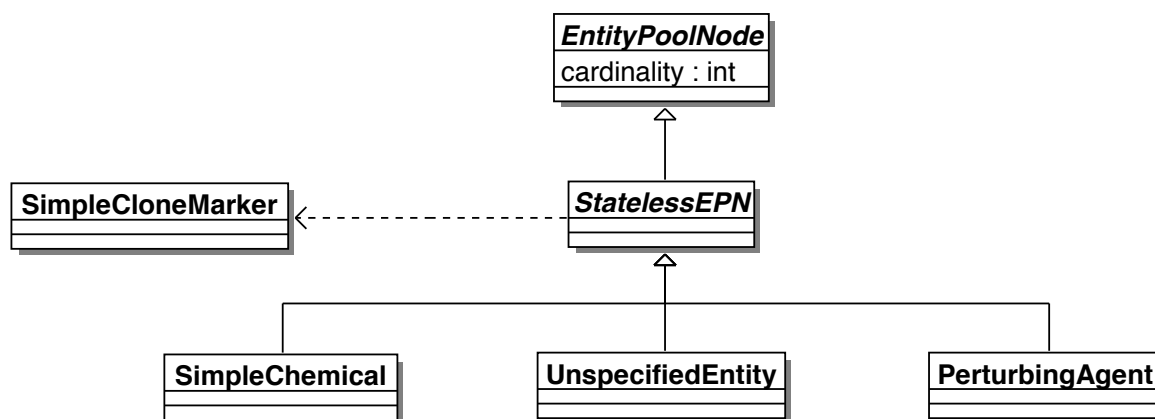 EntityPoolNode
cardinality : int
SimpleCloneMarker
StatelessEPN
SimpleChemical
UnspecifiedEntity
PerturbingAgent